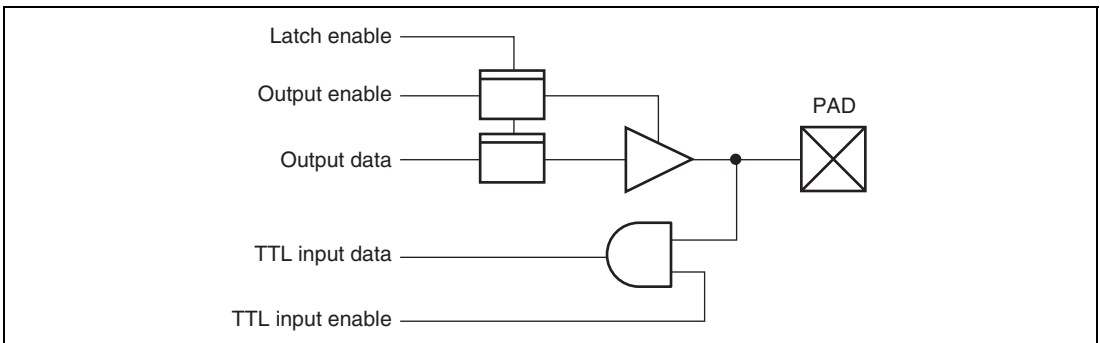 Latch enable
Output enable
PAD
Output data
TTL input data
TTL input enable